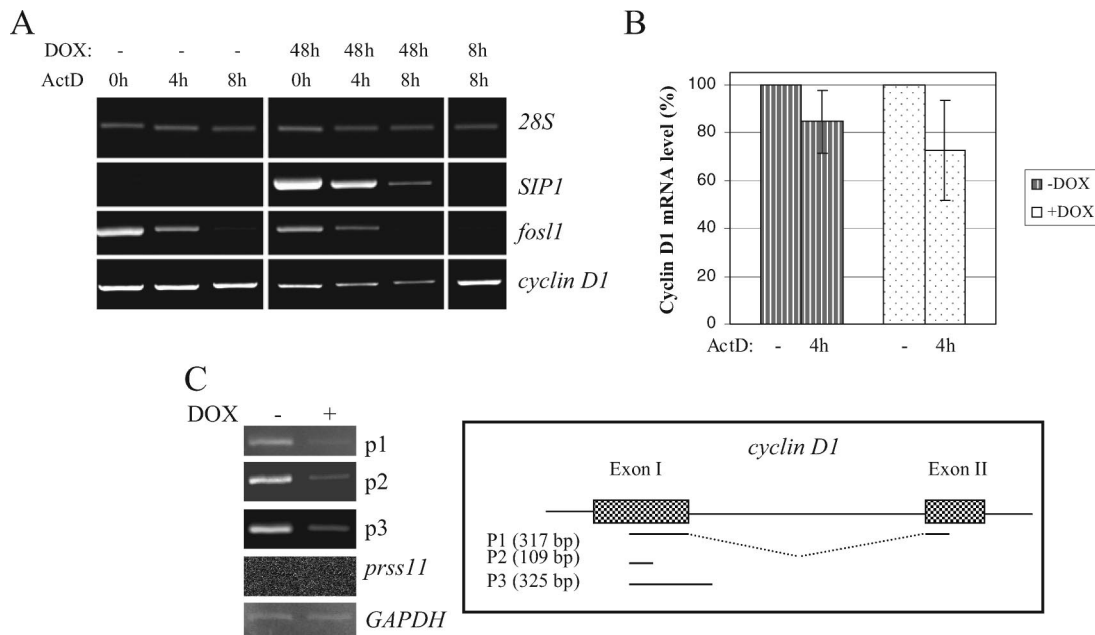 A
DOX: - - - 48h 48h 48h 8h
ActD 0h 4h 8h 0h 4h 8h 8h
28S
SIP1
fosl1
cyclin D1
B
Cyclin D1 mRNA level (%)
100
80
60
40
20
0
ActD: - 4h - 4h
-DOX
+DOX
C
DOX - +
p1
p2
p3
prss11
GAPDH
cyclin D1
Exon I Exon II
P1 (317 bp)
P2 (109 bp)
P3 (325 bp)